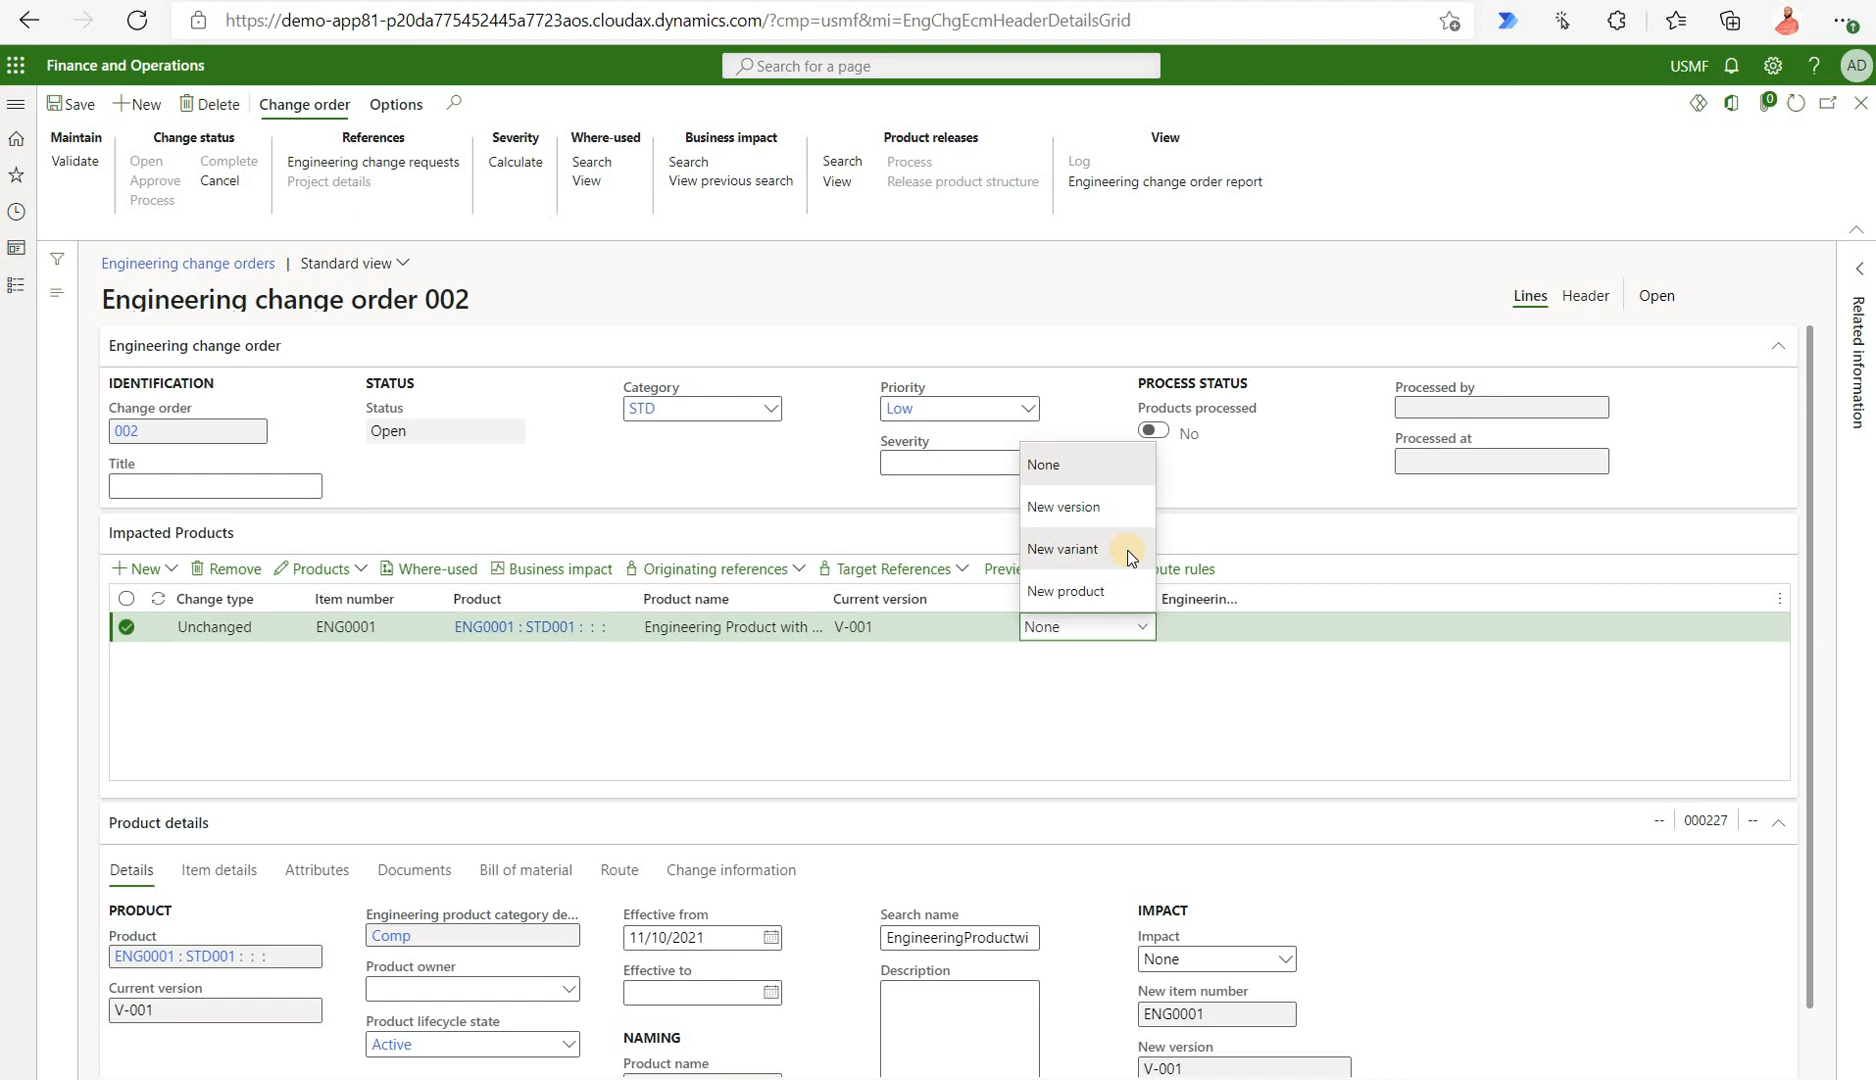 https://demo-app81-p20da775452445a7723aos.cloudax.dynamics.com/?cmp=usmf&mi=EngChgEcmHeaderDetailsGrid
Finance and Operations
Search for a page
USMF
?
AD
Save
New
Delete
Change order
Options
0
Maintain
Change status
References
Severity
Where-used
Business impact
Product releases
View
Validate
Open
Complete
Engineering change requests
Calculate
Search
Search
Search
Process
Log
Approve
Cancel
Project details
View
View previous search
View
Release product structure
Engineering change order report
Process
Engineering change orders | Standard view
Engineering change order 002
Lines
Header
Open
Related information
Engineering change order
IDENTIFICATION
STATUS
Category
Priority
PROCESS STATUS
Processed by
Change order
Status
STD
Low
Products processed
002
Open
No
Title
Severity
Processed at
None
New version
New variant
New product
Impacted Products
New
Remove
Products
Where-used
Business impact
Originating references
Target References
Previe
ute rules
Change type
Item number
Product
Product name
Current version
Engineerin...
Unchanged
ENG0001
ENG0001 : STD001 : : :
Engineering Product with ...
V-001
None
Product details
-- | 000227 | --
Details
Item details
Attributes
Documents
Bill of material
Route
Change information
PRODUCT
Product
ENG0001 : STD001 : : :
Current version
V-001
Engineering product category de...
Comp
Product owner
Product lifecycle state
Active
Effective from
11/10/2021
Effective to
NAMING
Product name
Search name
EngineeringProductwi
Description
IMPACT
Impact
None
New item number
ENG0001
New version
V-001